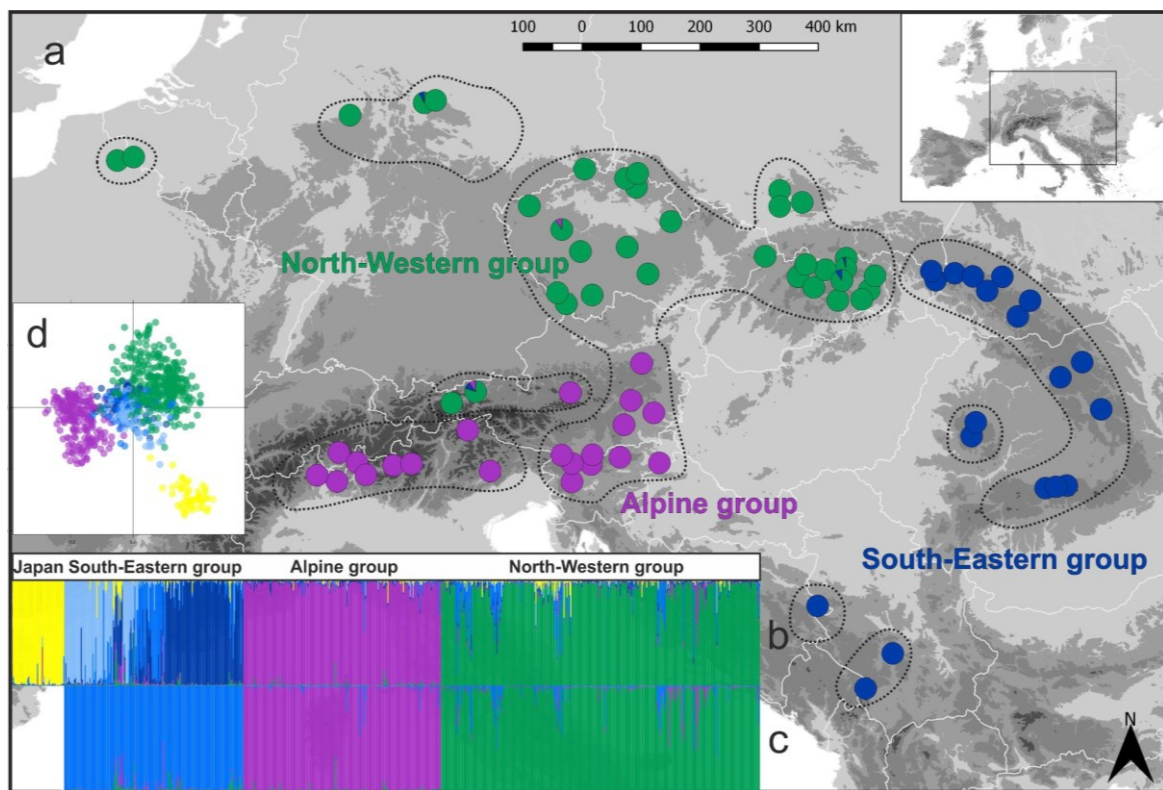 a
100 0 100 200 300 400 km
North-Western group
d
Alpine group
South-Eastern group
Japan South-Eastern group Alpine group North-Western group
b
c
N